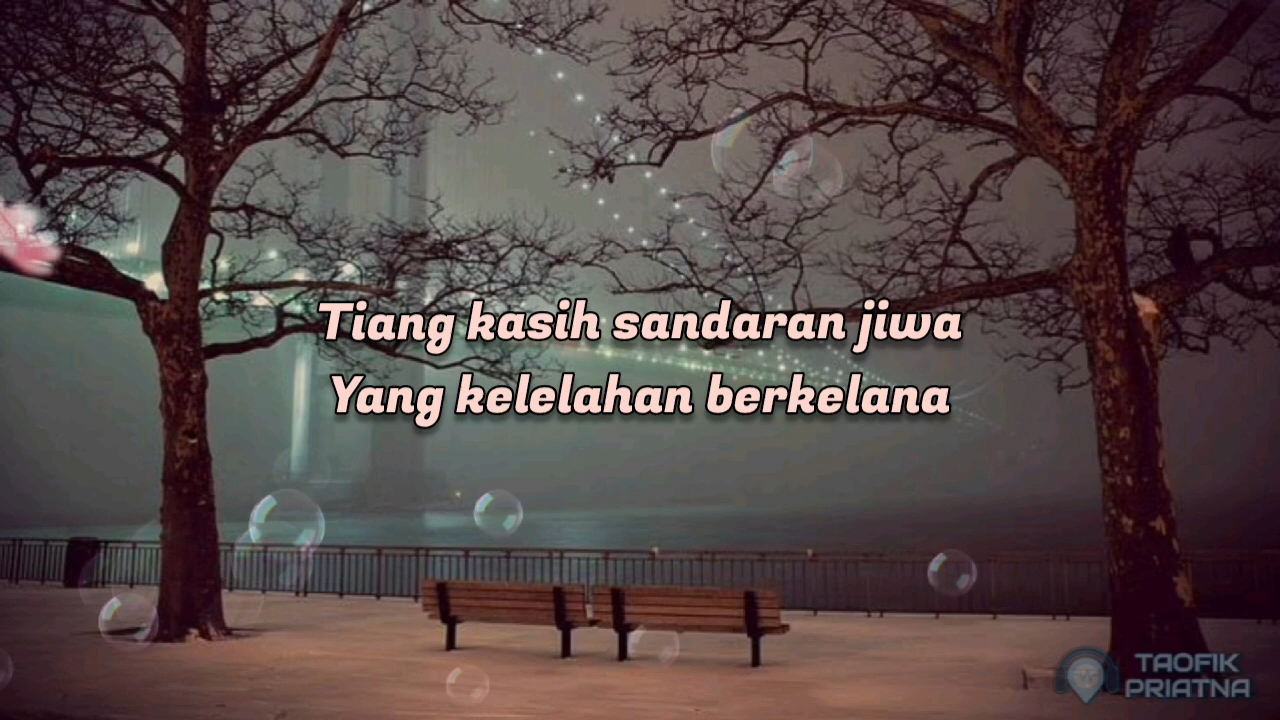 Tiang kasih sandaran jiwa
Yang kelelahan berkelana
TAOFIK
PRIATNA